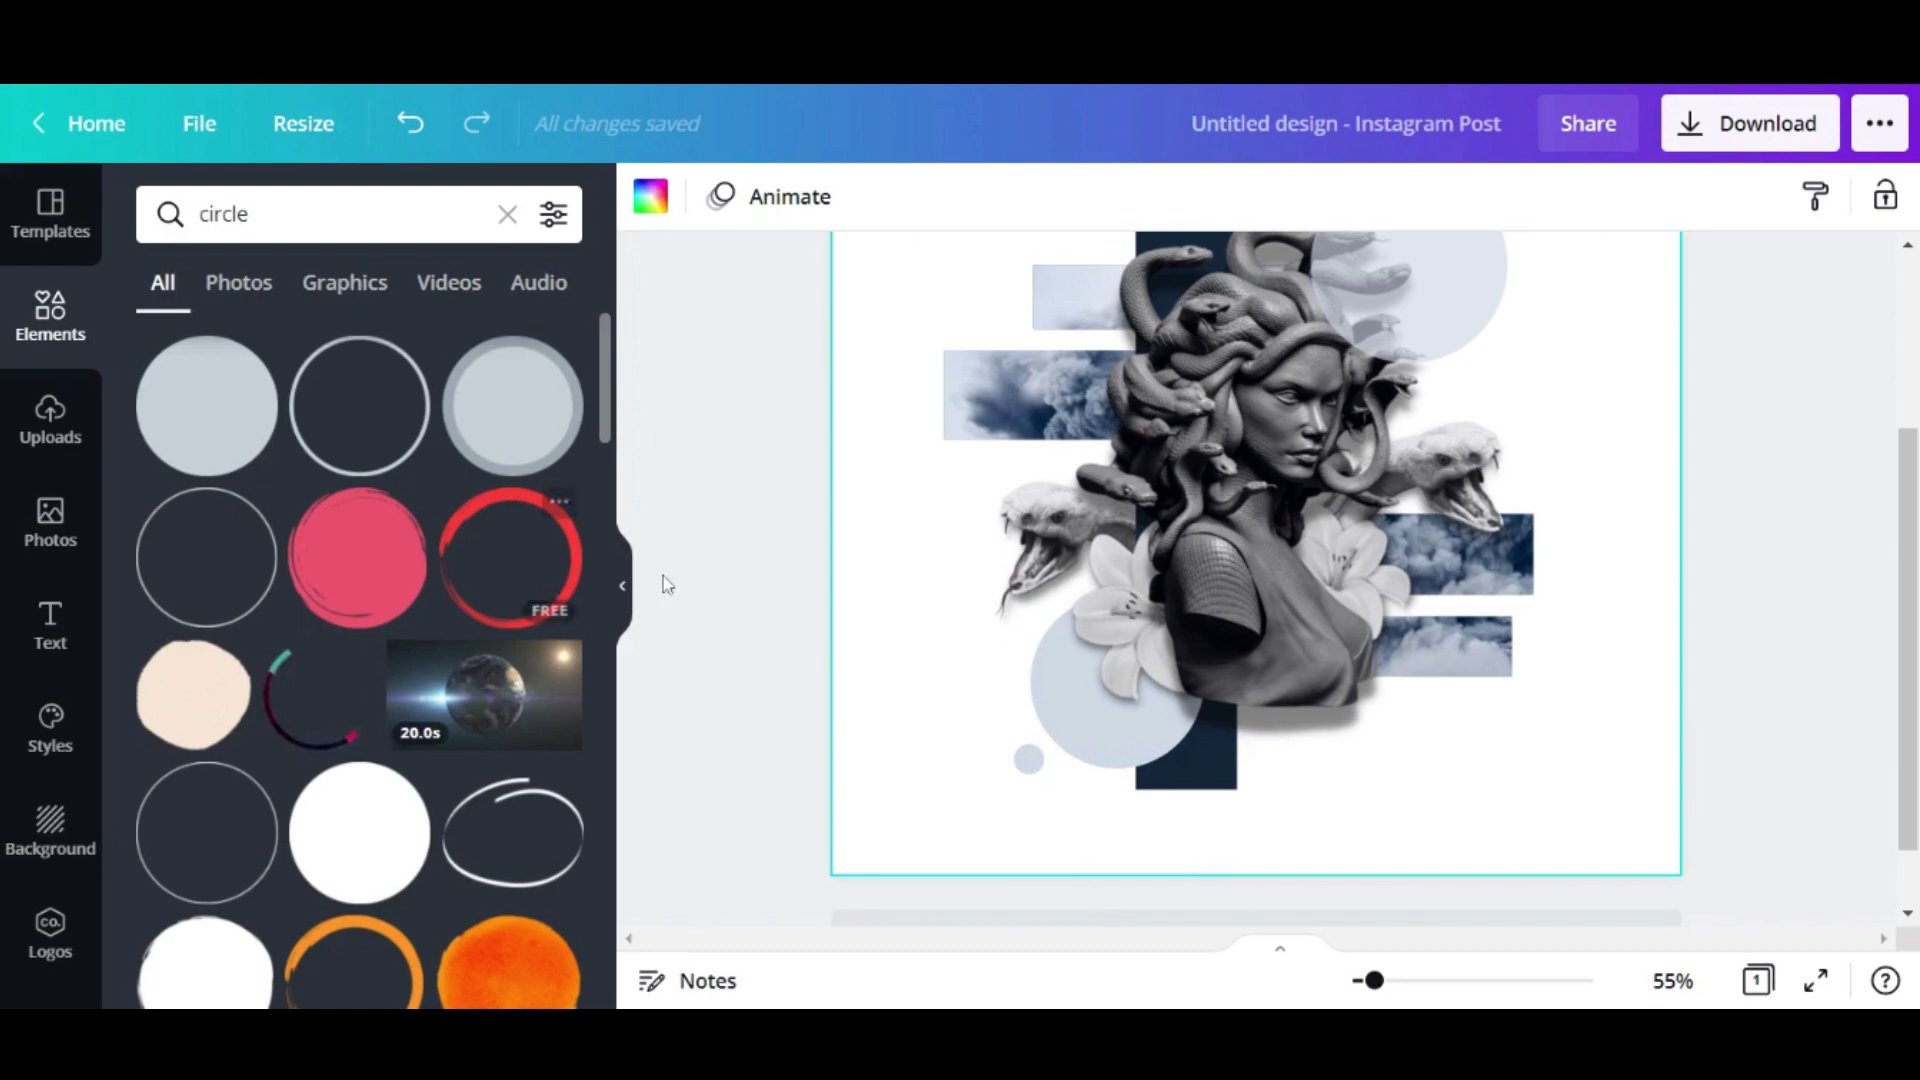 Home File Resize All changes saved Untitled design - Instagram Post Share Download
Templates
Elements
Uploads
Photos
Text
Styles
Background
CO.
Logos
circle
All Photos Graphics Videos Audio
FREE
20.0s
Animate
Notes 55% 1 ?